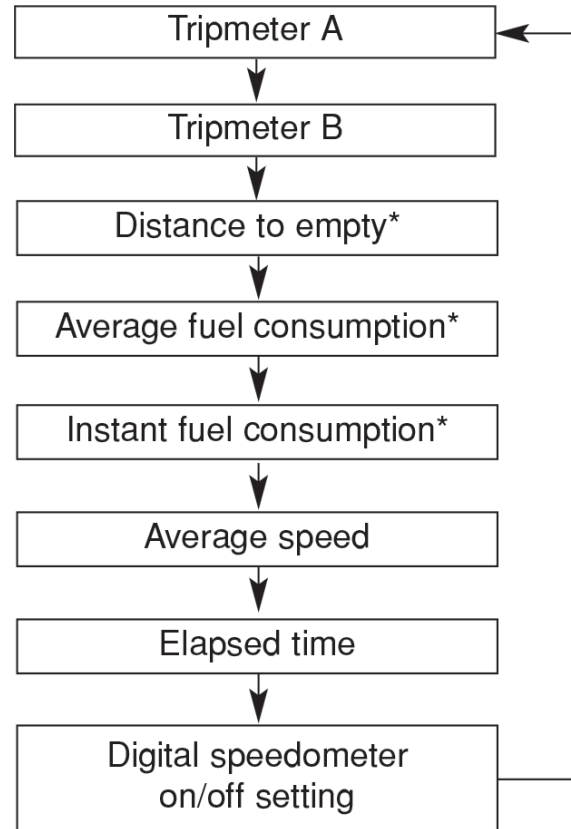 Tripmeter A
Tripmeter B
Distance to empty*
Average fuel consumption*
Instant fuel consumption*
Average speed
Elapsed time
Digital speedometer
on/off setting